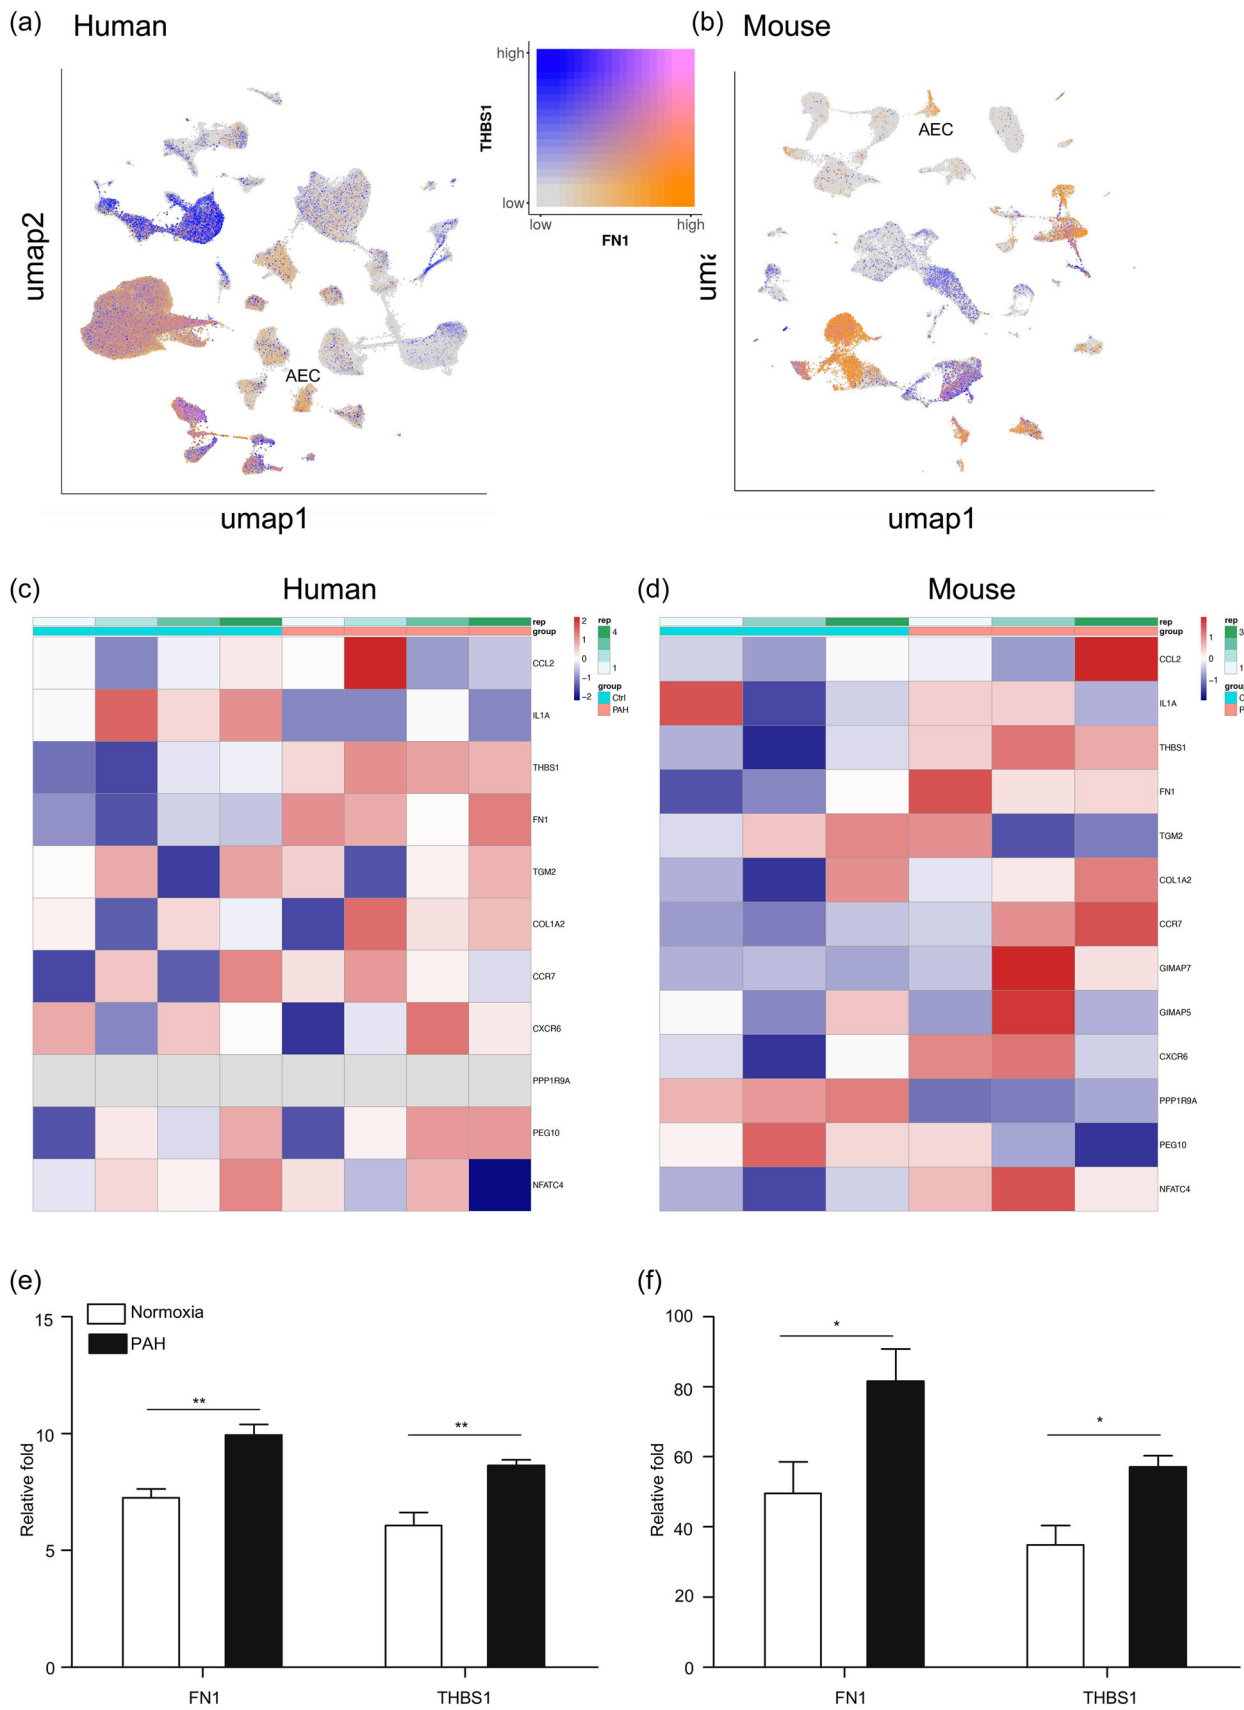 (a) Human
(b) Mouse
high
THBS1
low
low high
FN1
umap2
AEC
umap1
AEC
umap1
(c) Human
(d) Mouse
rep
group
CCL2
IL1A
THBS1
FN1
TGM2
COL1A2
CCR7
CXCR6
PPP1R9A
PEG10
NFATC4
2
1
0
−1
−2
rep
4
1
group
Ctrl
PAH
rep
group
CCL2
IL1A
THBS1
FN1
TGM2
COL1A2
CCR7
GIMAP7
GIMAP5
CXCR6
PPP1R9A
PEG10
NFATC4
2
1
0
−1
rep
3
1
group
C
P
(e)
Normoxia
PAH
15
10
5
0
Relative fold
**
**
FN1 THBS1
(f)
100
80
60
40
20
0
Relative fold
*
*
FN1 THBS1